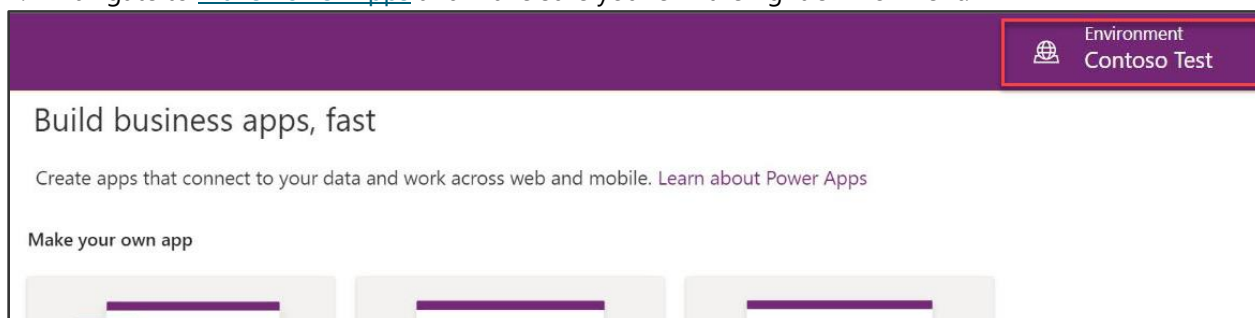 Environment
Contoso Test
Build business apps, fast
Create apps that connect to your data and work across web and mobile. Learn about Power Apps
Make your own app